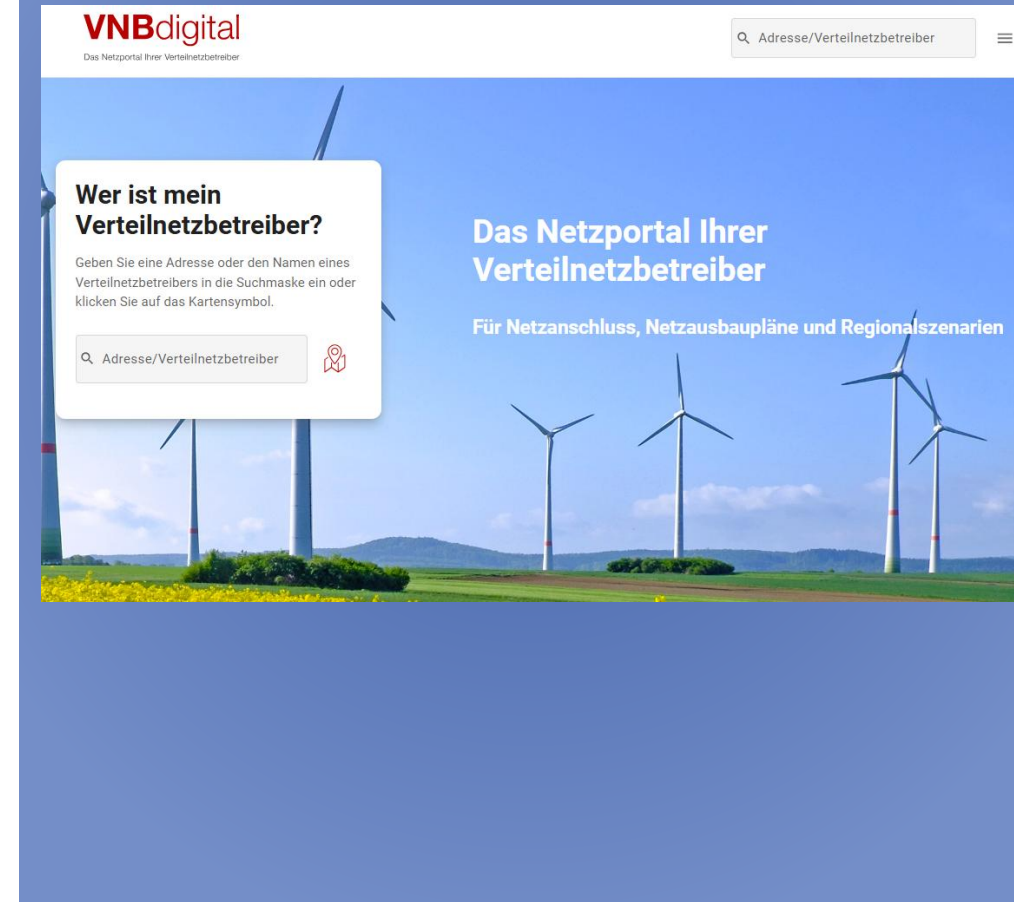 VNBdigital
Das Netzportal Ihrer Verteilnetzbetreiber
Adresse/Verteilnetzbetreiber
Wer ist mein
Verteilnetzbetreiber?
Geben Sie eine Adresse oder den Namen eines
Verteilnetzbetreibers in die Suchmaske ein oder
klicken Sie auf das Kartensymbol.
Adresse/Verteilnetzbetreiber
Das Netzportal Ihrer
Verteilnetzbetreiber
Für Netzanschluss, Netzausbaupläne und Regionalszenarien